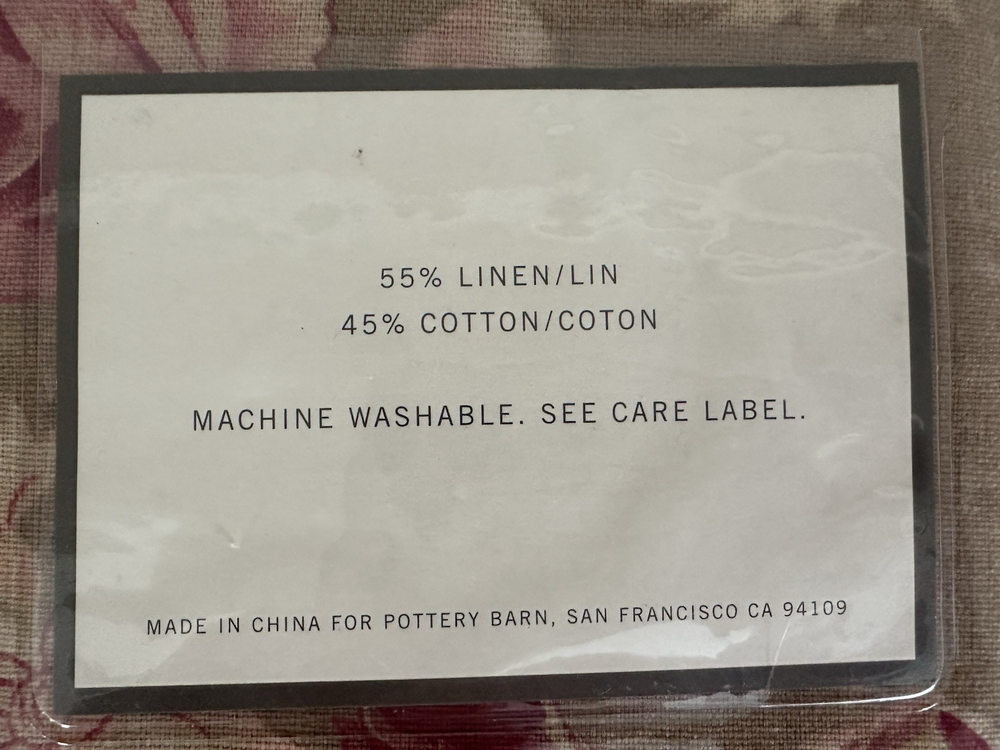 55% LINEN/LIN
45% COTTON/COTON
MACHINE WASHABLE. SEE CARE LABEL.
MADE IN CHINA FOR POTTERY BARN, SAN FRANCISCO CA 94109